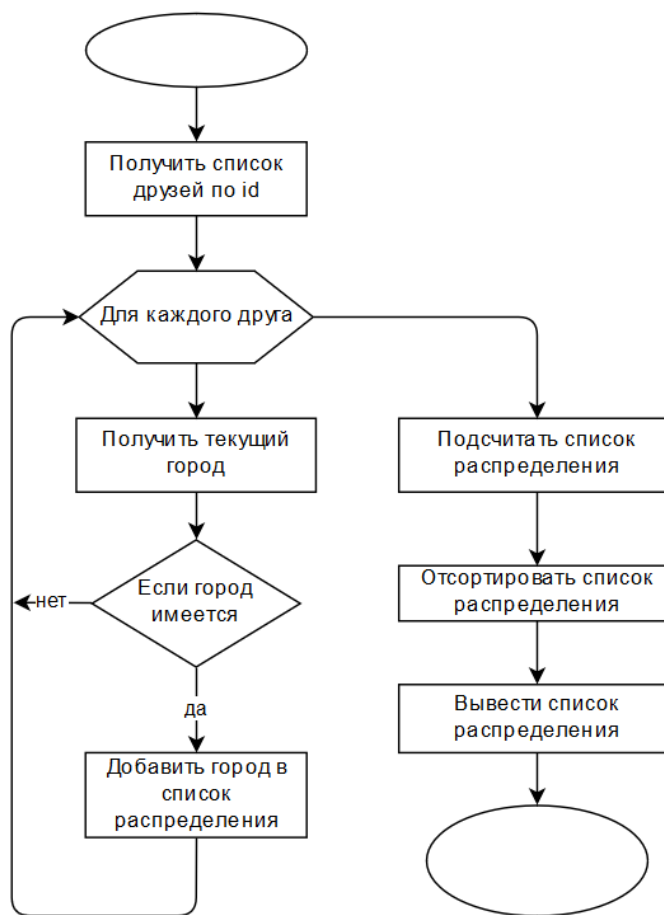 Получить список
друзей по id
Для каждого друга
Получить текущий
город
Если город
имеется
нет
да
Добавить город в
список
распределения
Подсчитать список
распределения
Отсортировать список
распределения
Вывести список
распределения